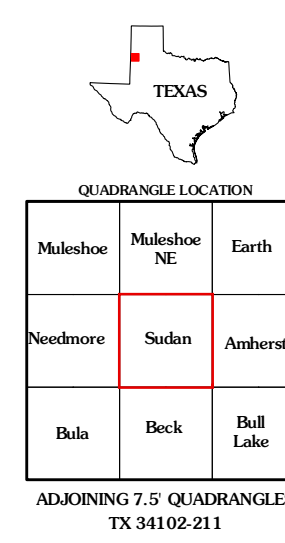 TEXAS
QUADRANGLE LOCATION
Muleshoe
Muleshoe
NE
Earth
Needmore
Sudan
Amherst
Bula
Beck
Bull
Lake
ADJOINING 7.5' QUADRANGLE
TX 34102-211